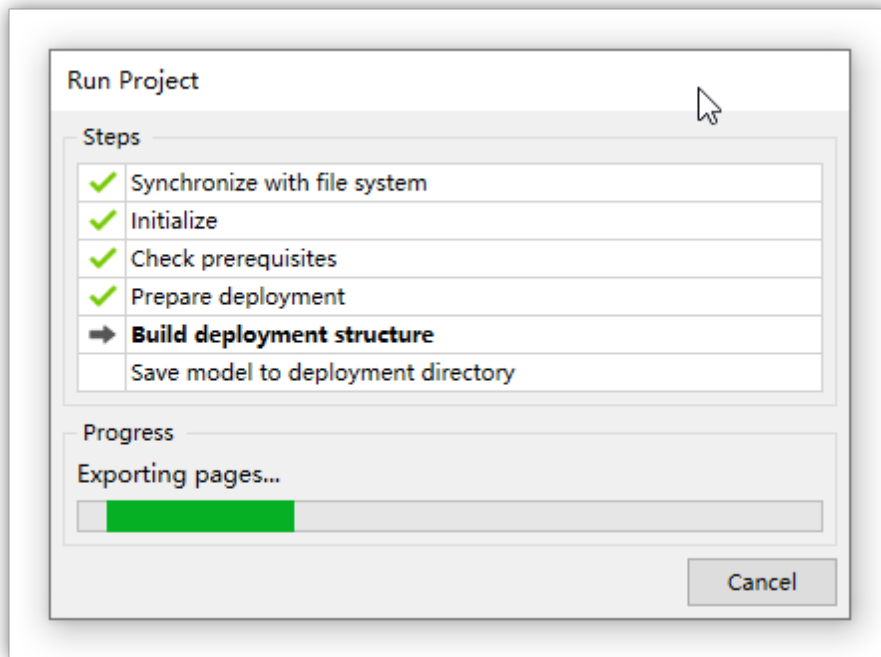 Run Project
Steps
Synchronize with file system
Initialize
Check prerequisites
Prepare deployment
Build deployment structure
Save model to deployment directory
Progress
Exporting pages...
Cancel